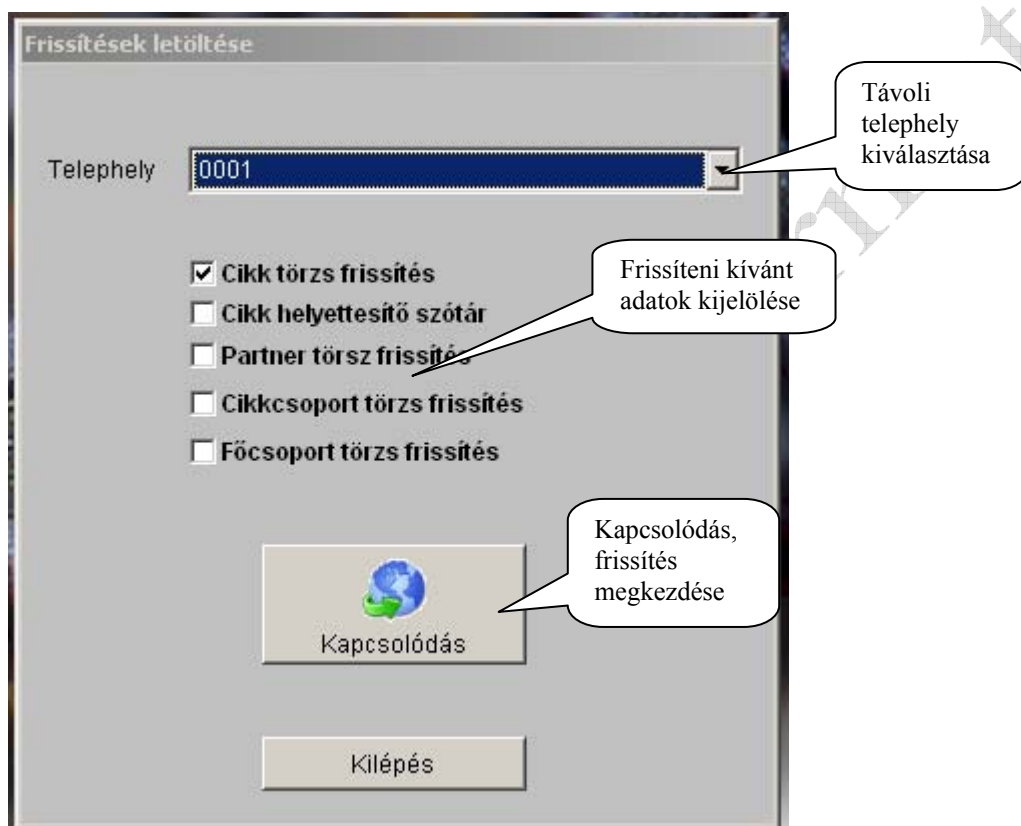 Frissítések letöltése
Távoli
telephely
kiválasztása
Telephely
0001
Frissíteni kívánt
adatok kijelölése
Cikk törzs frissítés
Cikk helyettesítő szótár
Partner törsz frissítés
Cikkcsoport törzs frissítés
Főcsoport törzs frissítés
Kapcsolódás,
frissítés
megkezdése
Kapcsolódás
Kilépés